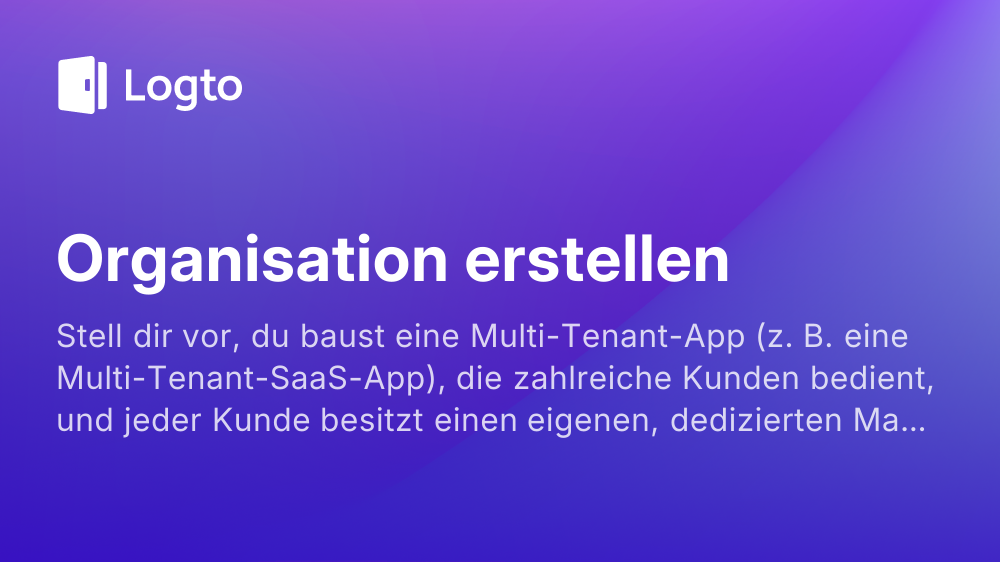 Logto
Organisation erstellen
Stell dir vor, du baust eine Multi-Tenant-App (z. B. eine
Multi-Tenant-SaaS-App), die zahlreiche Kunden bedient,
und jeder Kunde besitzt einen eigenen, dedizierten Ma...